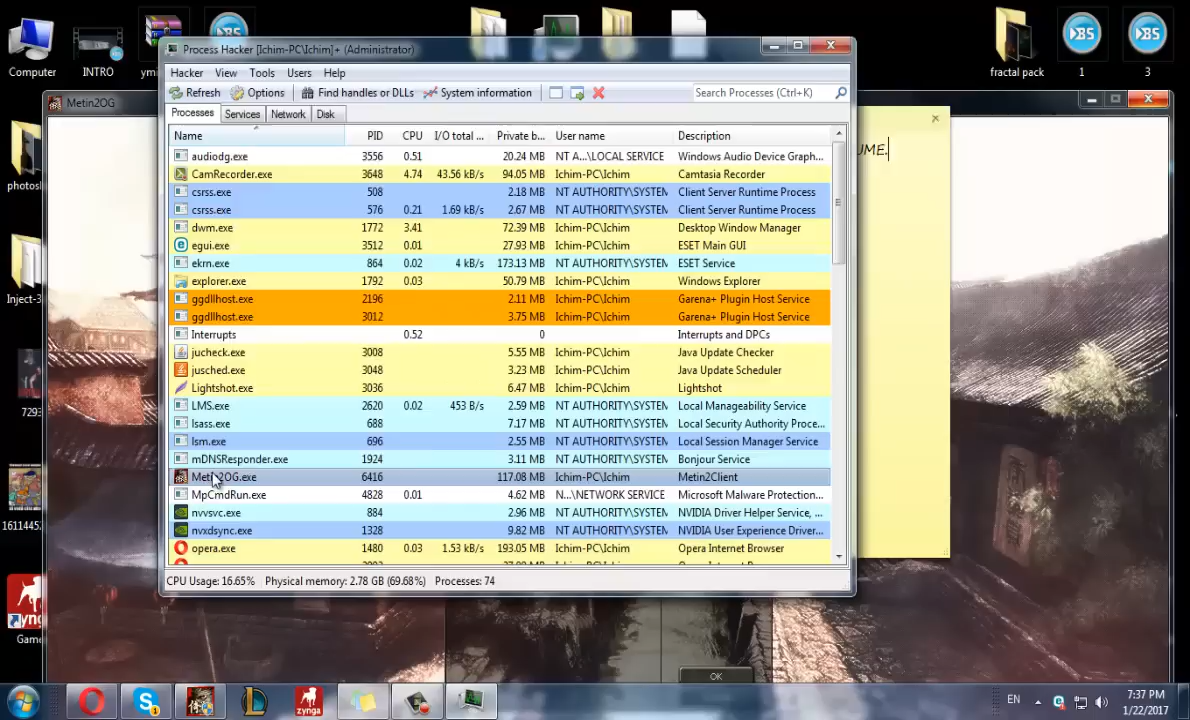 Computer
INTRO
fractal pack
1
3
Process Hacker [Ichim-PC\Ichim]+ (Administrator)
Metin2OG
Hacker View Tools Users Help
Refresh Options Find handles or DLLs System information Search Processes (Ctrl+K)
Processes Services Network Disk
Name PID CPU I/O total ... Private b... User name Description
audiodg.exe 3556 0.51 20.24 MB NT A...\LOCAL SERVICE Windows Audio Device Graph...
CamRecorder.exe 3648 4.74 43.56 kB/s 94.05 MB Ichim-PC\Ichim Camtasia Recorder
csrss.exe 508 2.18 MB NT AUTHORITY\SYSTEM Client Server Runtime Process
csrss.exe 576 0.21 1.69 kB/s 2.67 MB NT AUTHORITY\SYSTEM Client Server Runtime Process
dwm.exe 1772 3.41 72.39 MB Ichim-PC\Ichim Desktop Window Manager
egui.exe 3512 0.01 27.93 MB Ichim-PC\Ichim ESET Main GUI
ekrn.exe 864 0.02 4 kB/s 173.13 MB NT AUTHORITY\SYSTEM ESET Service
explorer.exe 1792 0.03 50.79 MB Ichim-PC\Ichim Windows Explorer
ggdllhost.exe 2196 2.11 MB Ichim-PC\Ichim Garena+ Plugin Host Service
ggdllhost.exe 3012 3.75 MB Ichim-PC\Ichim Garena+ Plugin Host Service
Interrupts 0.52 0 Interrupts and DPCs
jucheck.exe 3008 5.55 MB Ichim-PC\Ichim Java Update Checker
jusched.exe 3048 3.23 MB Ichim-PC\Ichim Java Update Scheduler
Lightshot.exe 3036 6.47 MB Ichim-PC\Ichim Lightshot
LMS.exe 2620 0.02 453 B/s 2.59 MB NT AUTHORITY\SYSTEM Local Manageability Service
lsass.exe 688 7.17 MB NT AUTHORITY\SYSTEM Local Security Authority Proce...
lsm.exe 696 2.55 MB NT AUTHORITY\SYSTEM Local Session Manager Service
mDNSResponder.exe 1924 3.11 MB NT AUTHORITY\SYSTEM Bonjour Service
Metin2OG.exe 6416 117.08 MB Ichim-PC\Ichim Metin2Client
MpCmdRun.exe 4828 0.01 4.62 MB N...\NETWORK SERVICE Microsoft Malware Protection...
nvvsvc.exe 884 2.96 MB NT AUTHORITY\SYSTEM NVIDIA Driver Helper Service, ...
nvxdsync.exe 1328 9.82 MB NT AUTHORITY\SYSTEM NVIDIA User Experience Driver...
opera.exe 1480 0.03 1.53 kB/s 193.05 MB Ichim-PC\Ichim Opera Internet Browser
CPU Usage: 16.65% Physical memory: 2.78 GB (69.68%) Processes: 74
UME.
photosh
Inject-3
7293
1611445
zynga
Game
OK
zynga
EN
7:37 PM
1/22/2017